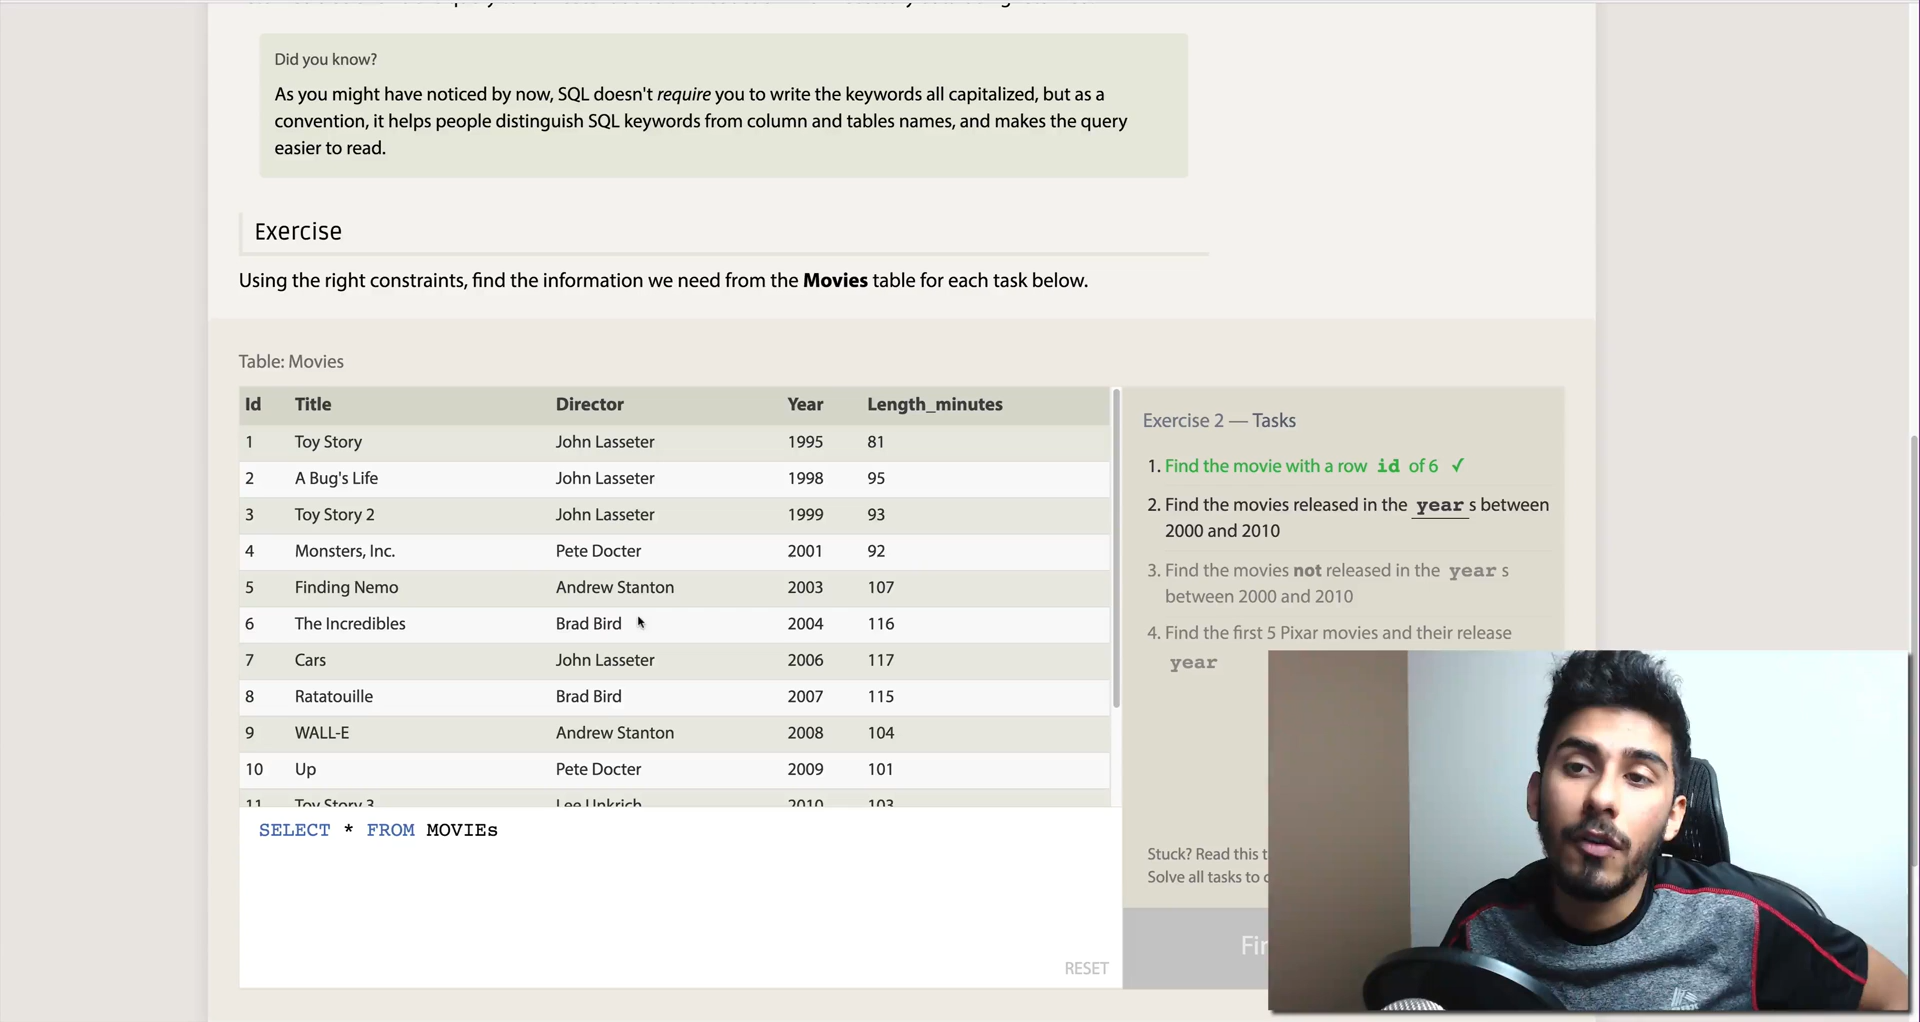 Did you know?
As you might have noticed by now, SQL doesn't require you to write the keywords all capitalized, but as a
convention, it helps people distinguish SQL keywords from column and tables names, and makes the query
easier to read.
Exercise
Using the right constraints, find the information we need from the Movies table for each task below.
Table: Movies
Id Title Director Year Length_minutes
1 Toy Story John Lasseter 1995 81
2 A Bug's Life John Lasseter 1998 95
3 Toy Story 2 John Lasseter 1999 93
4 Monsters, Inc. Pete Docter 2001 92
5 Finding Nemo Andrew Stanton 2003 107
6 The Incredibles Brad Bird 2004 116
7 Cars John Lasseter 2006 117
8 Ratatouille Brad Bird 2007 115
9 WALL-E Andrew Stanton 2008 104
10 Up Pete Docter 2009 101
11 Toy Story 3 Lee Unkrich 2010 103
SELECT * FROM MOVIEs
RESET
Exercise 2 — Tasks
1. Find the movie with a row id of 6 ✓
2. Find the movies released in the year s between
2000 and 2010
3. Find the movies not released in the year s
between 2000 and 2010
4. Find the first 5 Pixar movies and their release
year
Stuck? Read this
Solve all tasks to